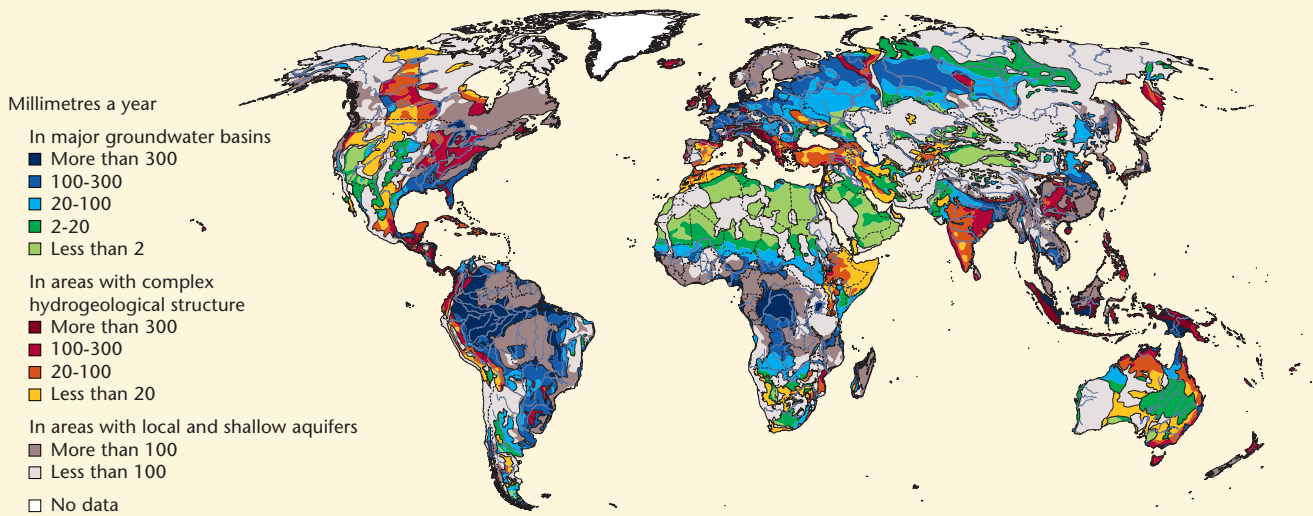 Millimetres a year
In major groundwater basins
More than 300
100-300
20-100
2-20
Less than 2
In areas with complex
hydrogeological structure
More than 300
100-300
20-100
Less than 20
In areas with local and shallow aquifers
More than 100
Less than 100
No data